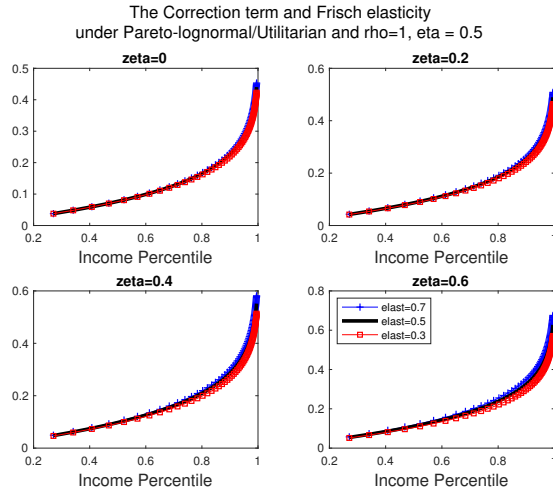 The Correction term and Frisch elasticity
under Pareto-lognormal/Utilitarian and rho=1, eta = 0.5
zeta=0
0.5
0.4
0.3
0.2
0.1
0
0.2 0.4 0.6 0.8 1
Income Percentile
zeta=0.2
0.6
0.4
0.2
0
0.2 0.4 0.6 0.8 1
Income Percentile
zeta=0.4
0.6
0.4
0.2
0
0.2 0.4 0.6 0.8 1
Income Percentile
zeta=0.6
0.8
0.6
0.4
0.2
0
elast=0.7
elast=0.5
elast=0.3
0.2 0.4 0.6 0.8 1
Income Percentile